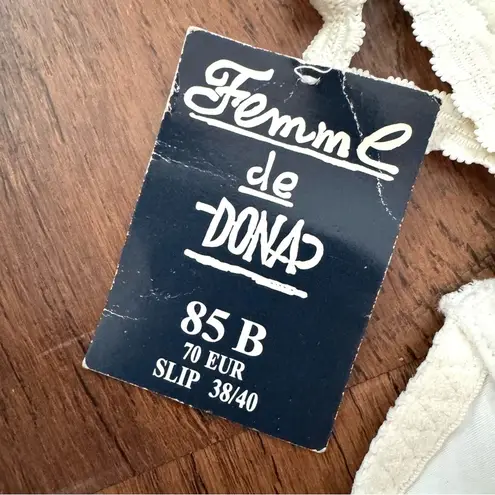 Femme
de
DONA
85 B
70 EUR
SLIP 38/40